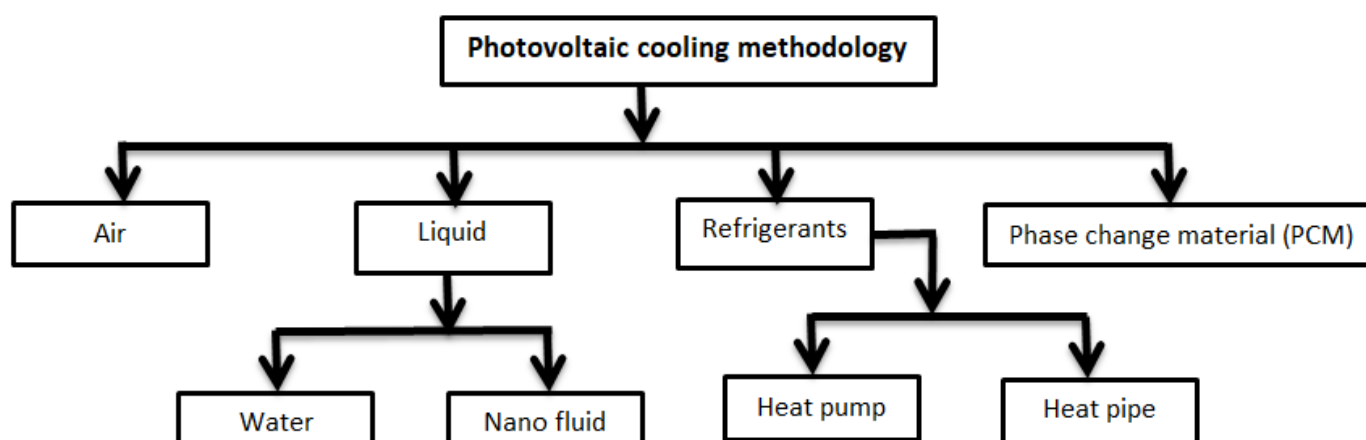 Photovoltaic cooling methodology
Air
Liquid
Refrigerants
Phase change material (PCM)
Water
Nano fluid
Heat pump
Heat pipe